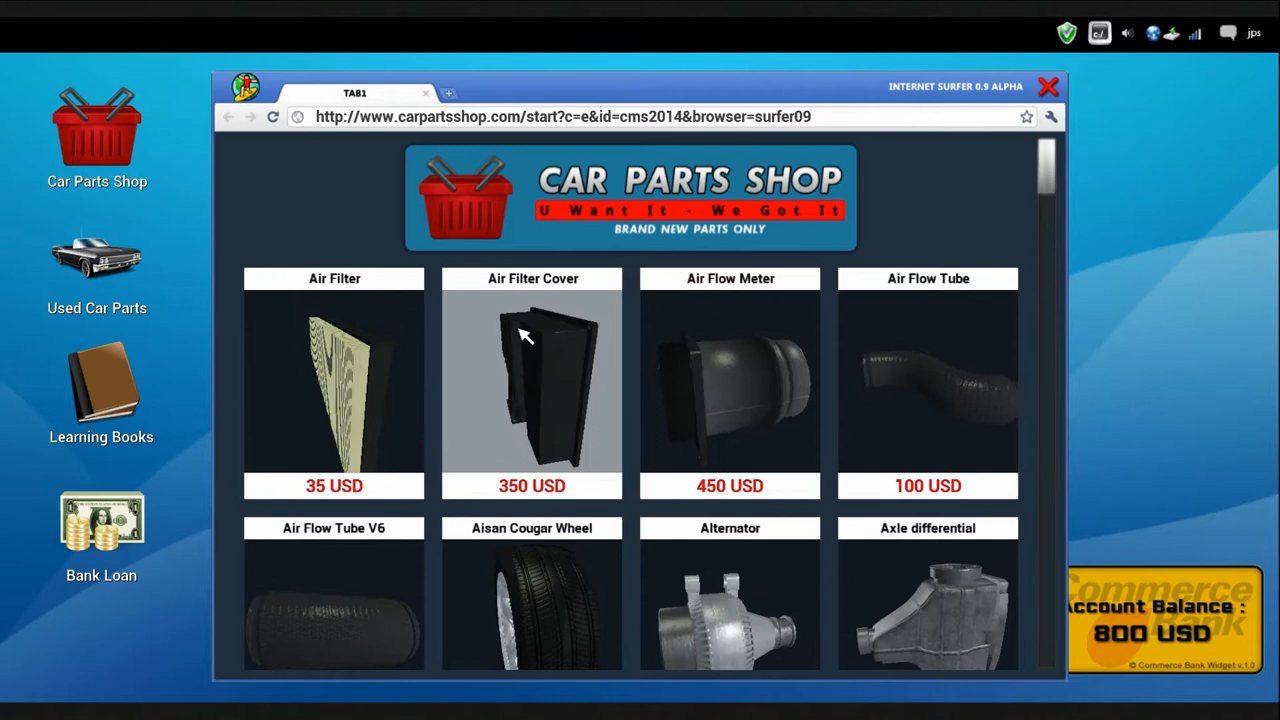 c:/
jps
TAB1
INTERNET SURFER 0.9 ALPHA
http://www.carpartsshop.com/start?c=e&id=cms2014&browser=surfer09
CAR PARTS SHOP
U Want It - We Got It
BRAND NEW PARTS ONLY
Car Parts Shop
Used Car Parts
Learning Books
Bank Loan
Air Filter
Air Filter Cover
Air Flow Meter
Air Flow Tube
35 USD
350 USD
450 USD
100 USD
Air Flow Tube V6
Aisan Cougar Wheel
Alternator
Axle differential
Commerce
Bank
Account Balance :
800 USD
© Commerce Bank Widget v.1.0